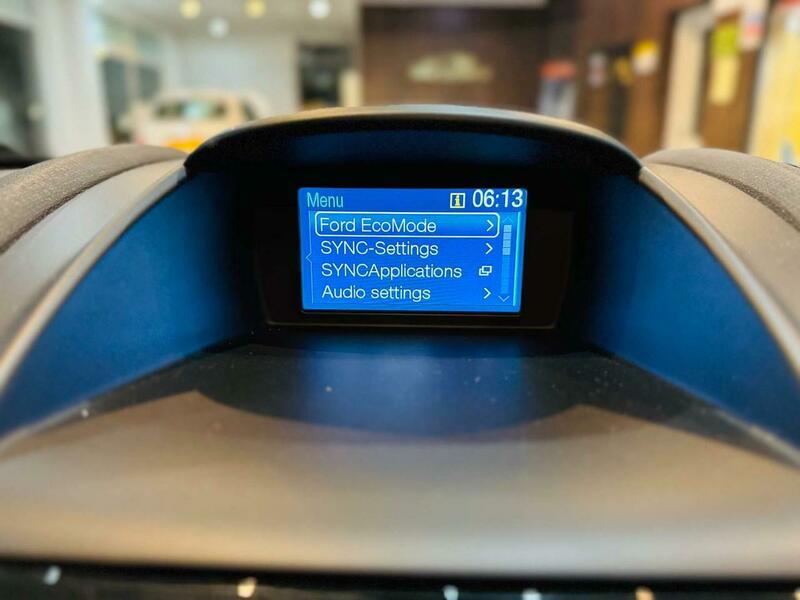 Menu 06:13
Ford EcoMode
SYNC-Settings
SYNCApplications
Audio settings